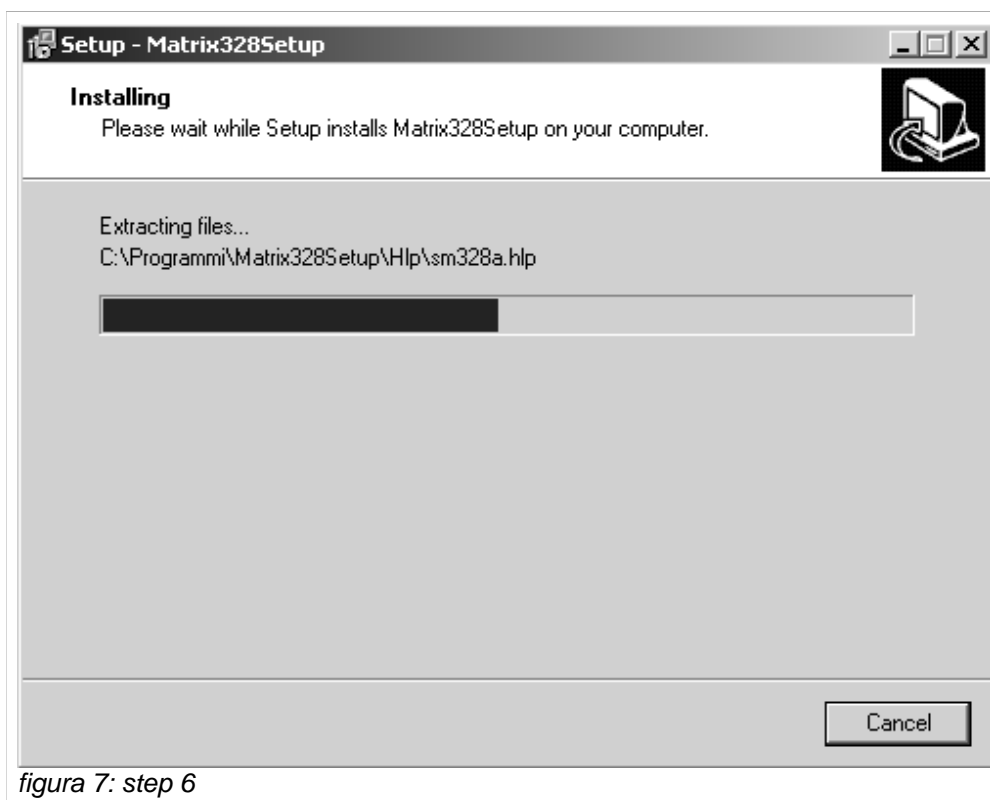 Setup - Matrix328Setup
Installing
Please wait while Setup installs Matrix328Setup on your computer.
Extracting files...
C:\Programmi\Matrix328Setup\Hlp\sm328a.hlp
Cancel
figura 7: step 6